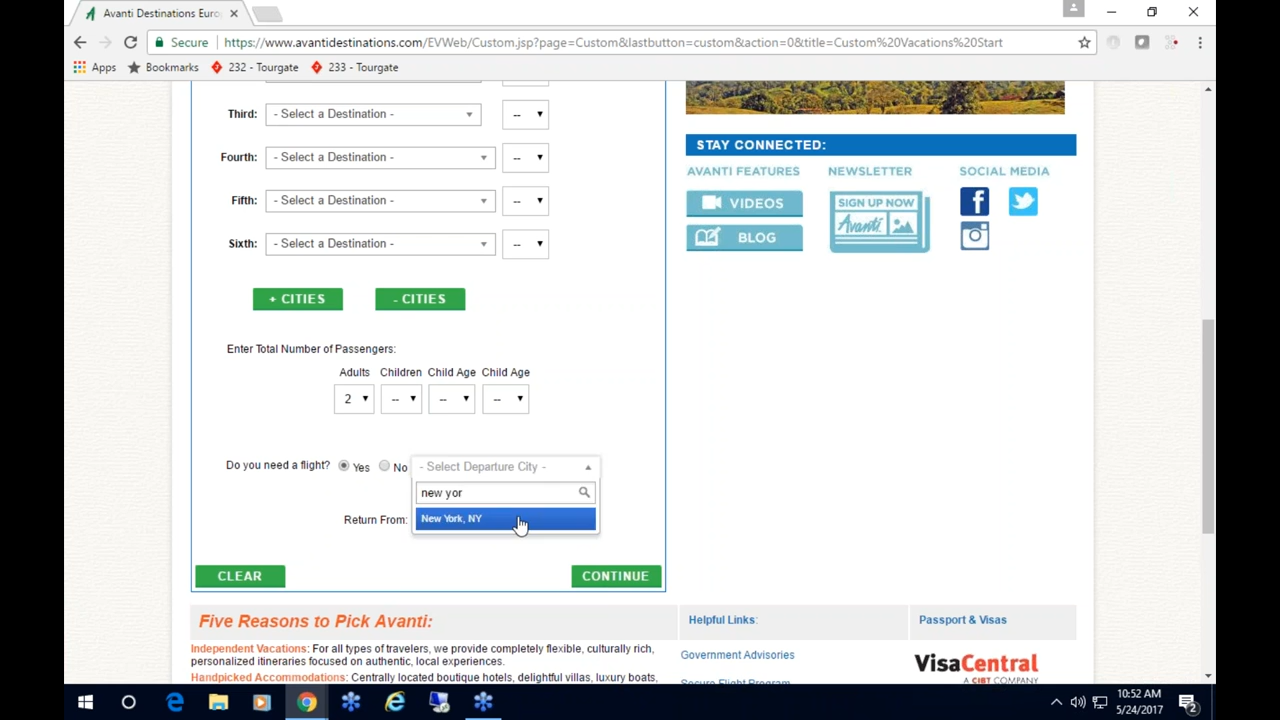 Avanti Destinations Euro
Secure
https://www.avantidestinations.com/EVWeb/Custom.jsp?page=Custom&lastbutton=custom&action=0&title=Custom%20Vacations%20Start
Apps
Bookmarks
232 - Tourgate
233 - Tourgate
Third: - Select a Destination - --
Fourth: - Select a Destination - --
Fifth: - Select a Destination - --
Sixth: - Select a Destination - --
+ CITIES
- CITIES
Enter Total Number of Passengers:
Adults Children Child Age Child Age
2 -- -- --
Do you need a flight? Yes No - Select Departure City -
new yor
New York, NY
Return From:
CLEAR
CONTINUE
STAY CONNECTED:
AVANTI FEATURES
VIDEOS
BLOG
NEWSLETTER
SIGN UP NOW
Avanti
SOCIAL MEDIA
Five Reasons to Pick Avanti:
Independent Vacations: For all types of travelers, we provide completely flexible, culturally rich,
personalized itineraries focused on authentic, local experiences.
Handpicked Accommodations: Centrally located boutique hotels, delightful villas, luxury boats,
Helpful Links:
Government Advisories
Secure Flight Program
Passport & Visas
VisaCentral
A CIBT COMPANY
10:52 AM
5/24/2017
2